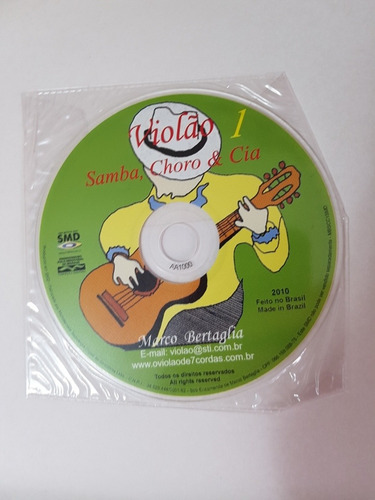 Violão 1
Samba, Choro & Cia
SMD
AA1000
2010
Feito no Brasil
Made in Brazil
Marco Bertaglia
E-mail: violao@sti.com.br
www.oviolaode7cordas.com.br
Todos os direitos reservados
All rights reserved